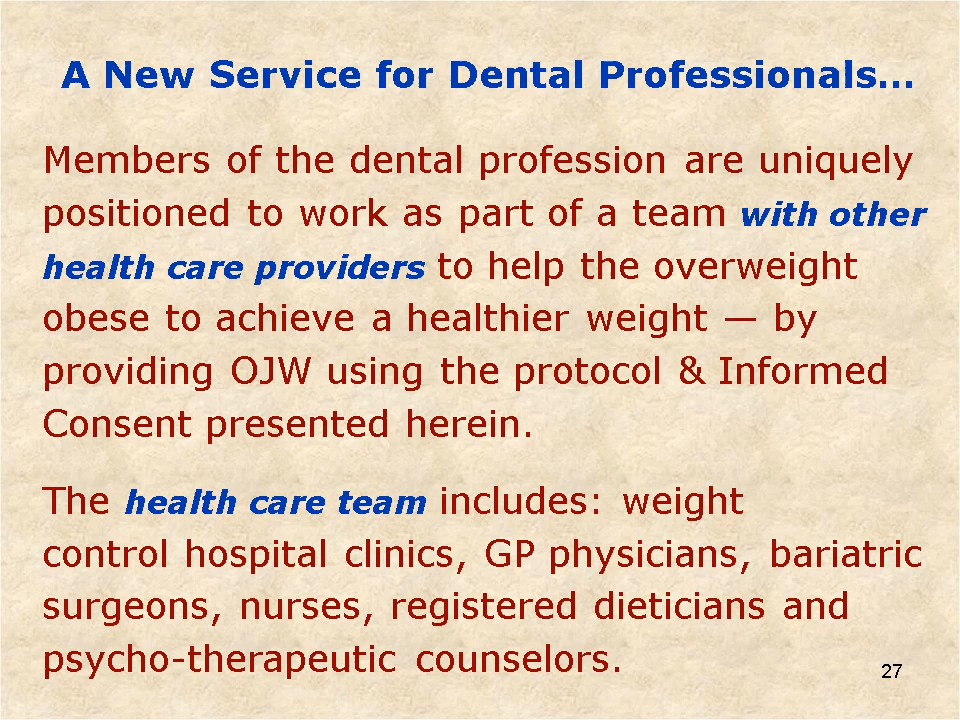 A New Service for Dental Professionals…
Members of the dental profession are uniquely
positioned to work as part of a team with other
health care providers to help the overweight
obese to achieve a healthier weight — by
providing OJW using the protocol & Informed
Consent presented herein.
The health care team includes: weight
control hospital clinics, GP physicians, bariatric
surgeons, nurses, registered dieticians and
psycho-therapeutic counselors.
27